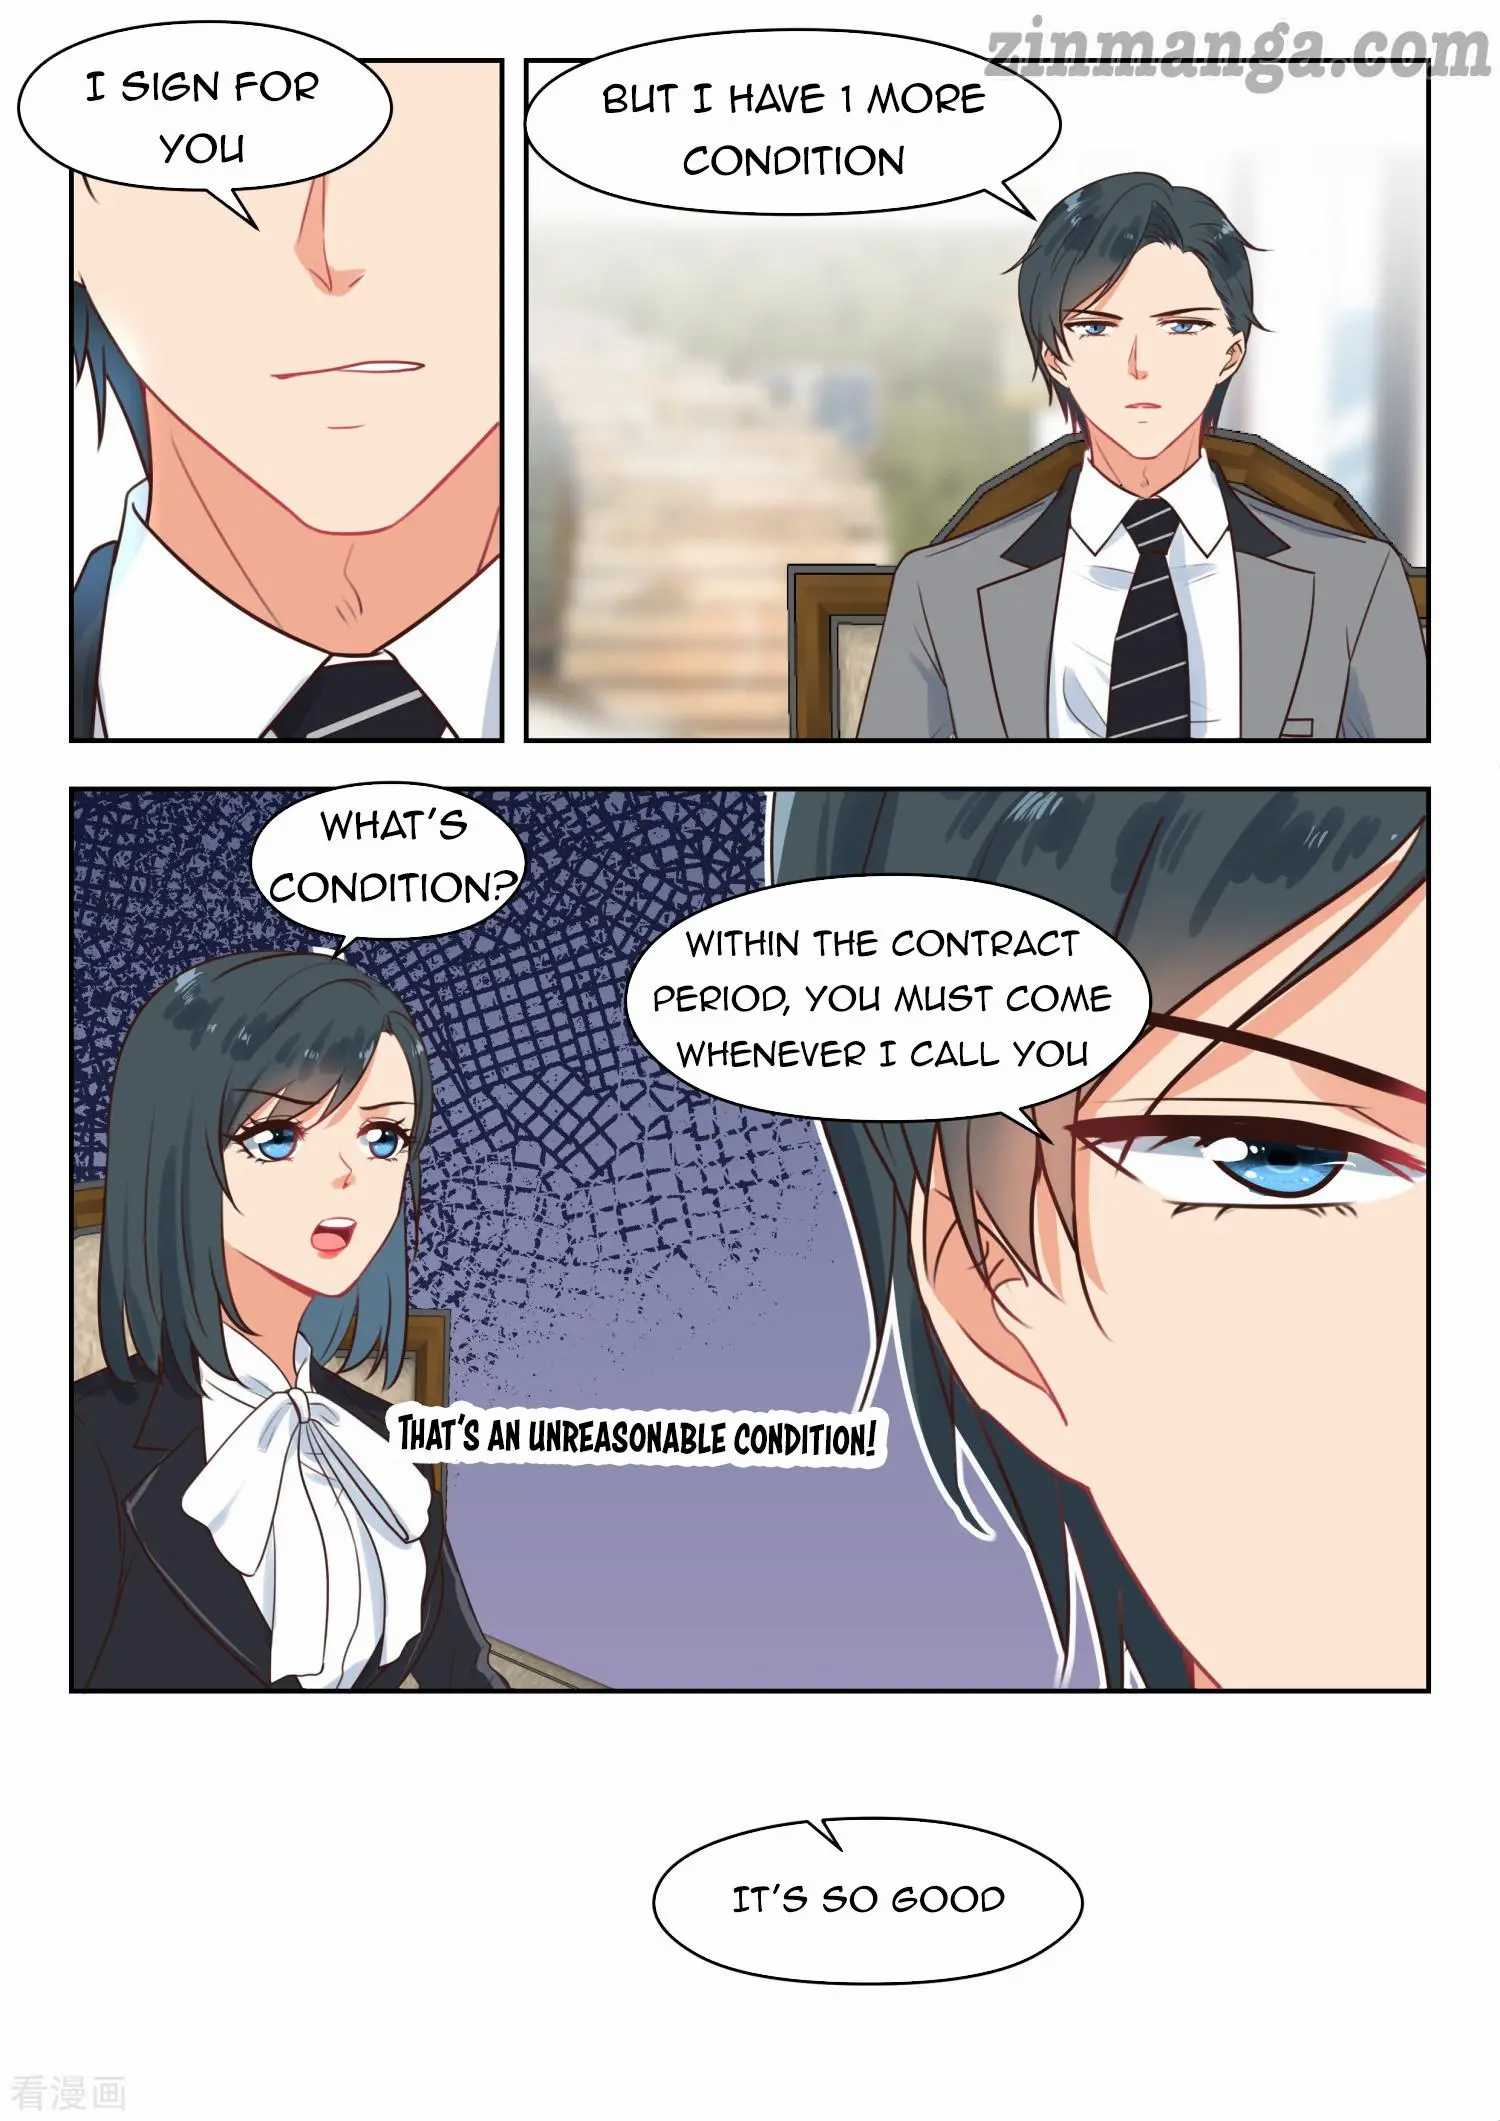 zinmanga.com
I SIGN FOR
YOU
BUT I HAVE 1 MORE
CONDITION
WHAT'S
CONDITION?
WITHIN THE CONTRACT
PERIOD, YOU MUST COME
WHENEVER I CALL YOU
THAT'S AN UNREASONABLE CONDITION!
IT'S SO GOOD
看漫画